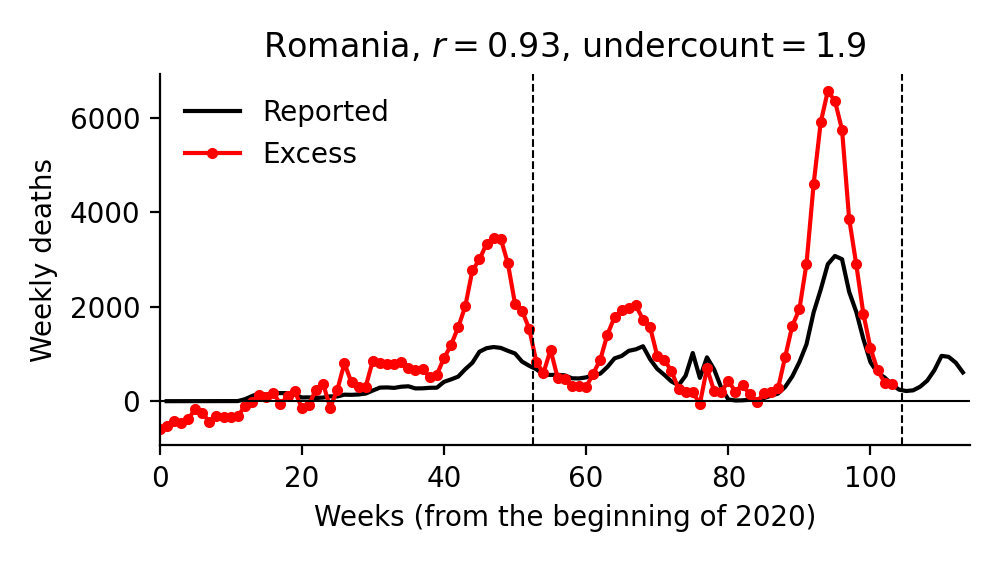 Romania, r = 0.93, undercount = 1.9
Reported
Excess
Weekly deaths
6000
4000
2000
0
0 20 40 60 80 100
Weeks (from the beginning of 2020)